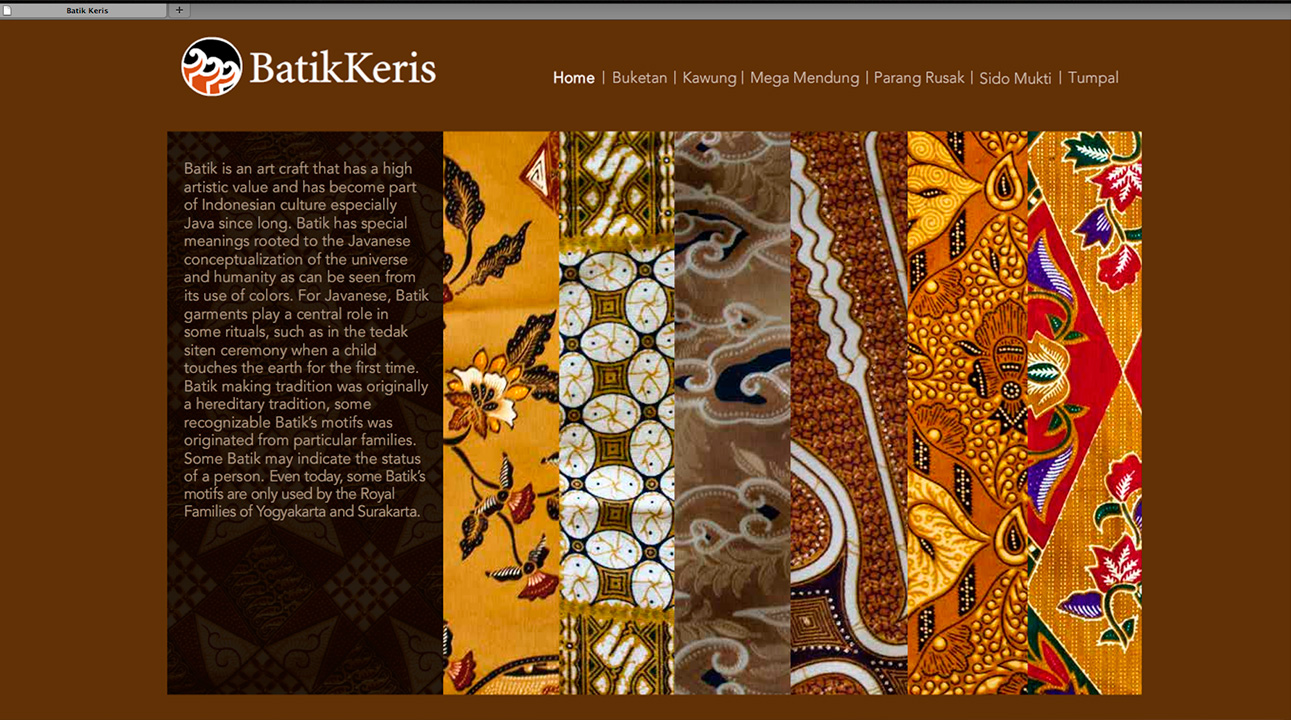 Batik Keris
BatikKeris
Home | Buketan | Kawung | Mega Mendung | Parang Rusak | Sido Mukti | Tumpal
Batik is an art craft that has a high
artistic value and has become part
of Indonesian culture especially
Java since long. Batik has special
meanings rooted to the Javanese
conceptualization of the universe
and humanity as can be seen from
its use of colors. For Javanese, Batik
garments play a central role in
some rituals, such as in the tedak
siten ceremony when a child
touches the earth for the first time.
Batik making tradition was originally
a hereditary tradition, some
recognizable Batik's motifs was
originated from particular families.
Some Batik may indicate the status
of a person. Even today, some Batik's
motifs are only used by the Royal
Families of Yogyakarta and Surakarta.